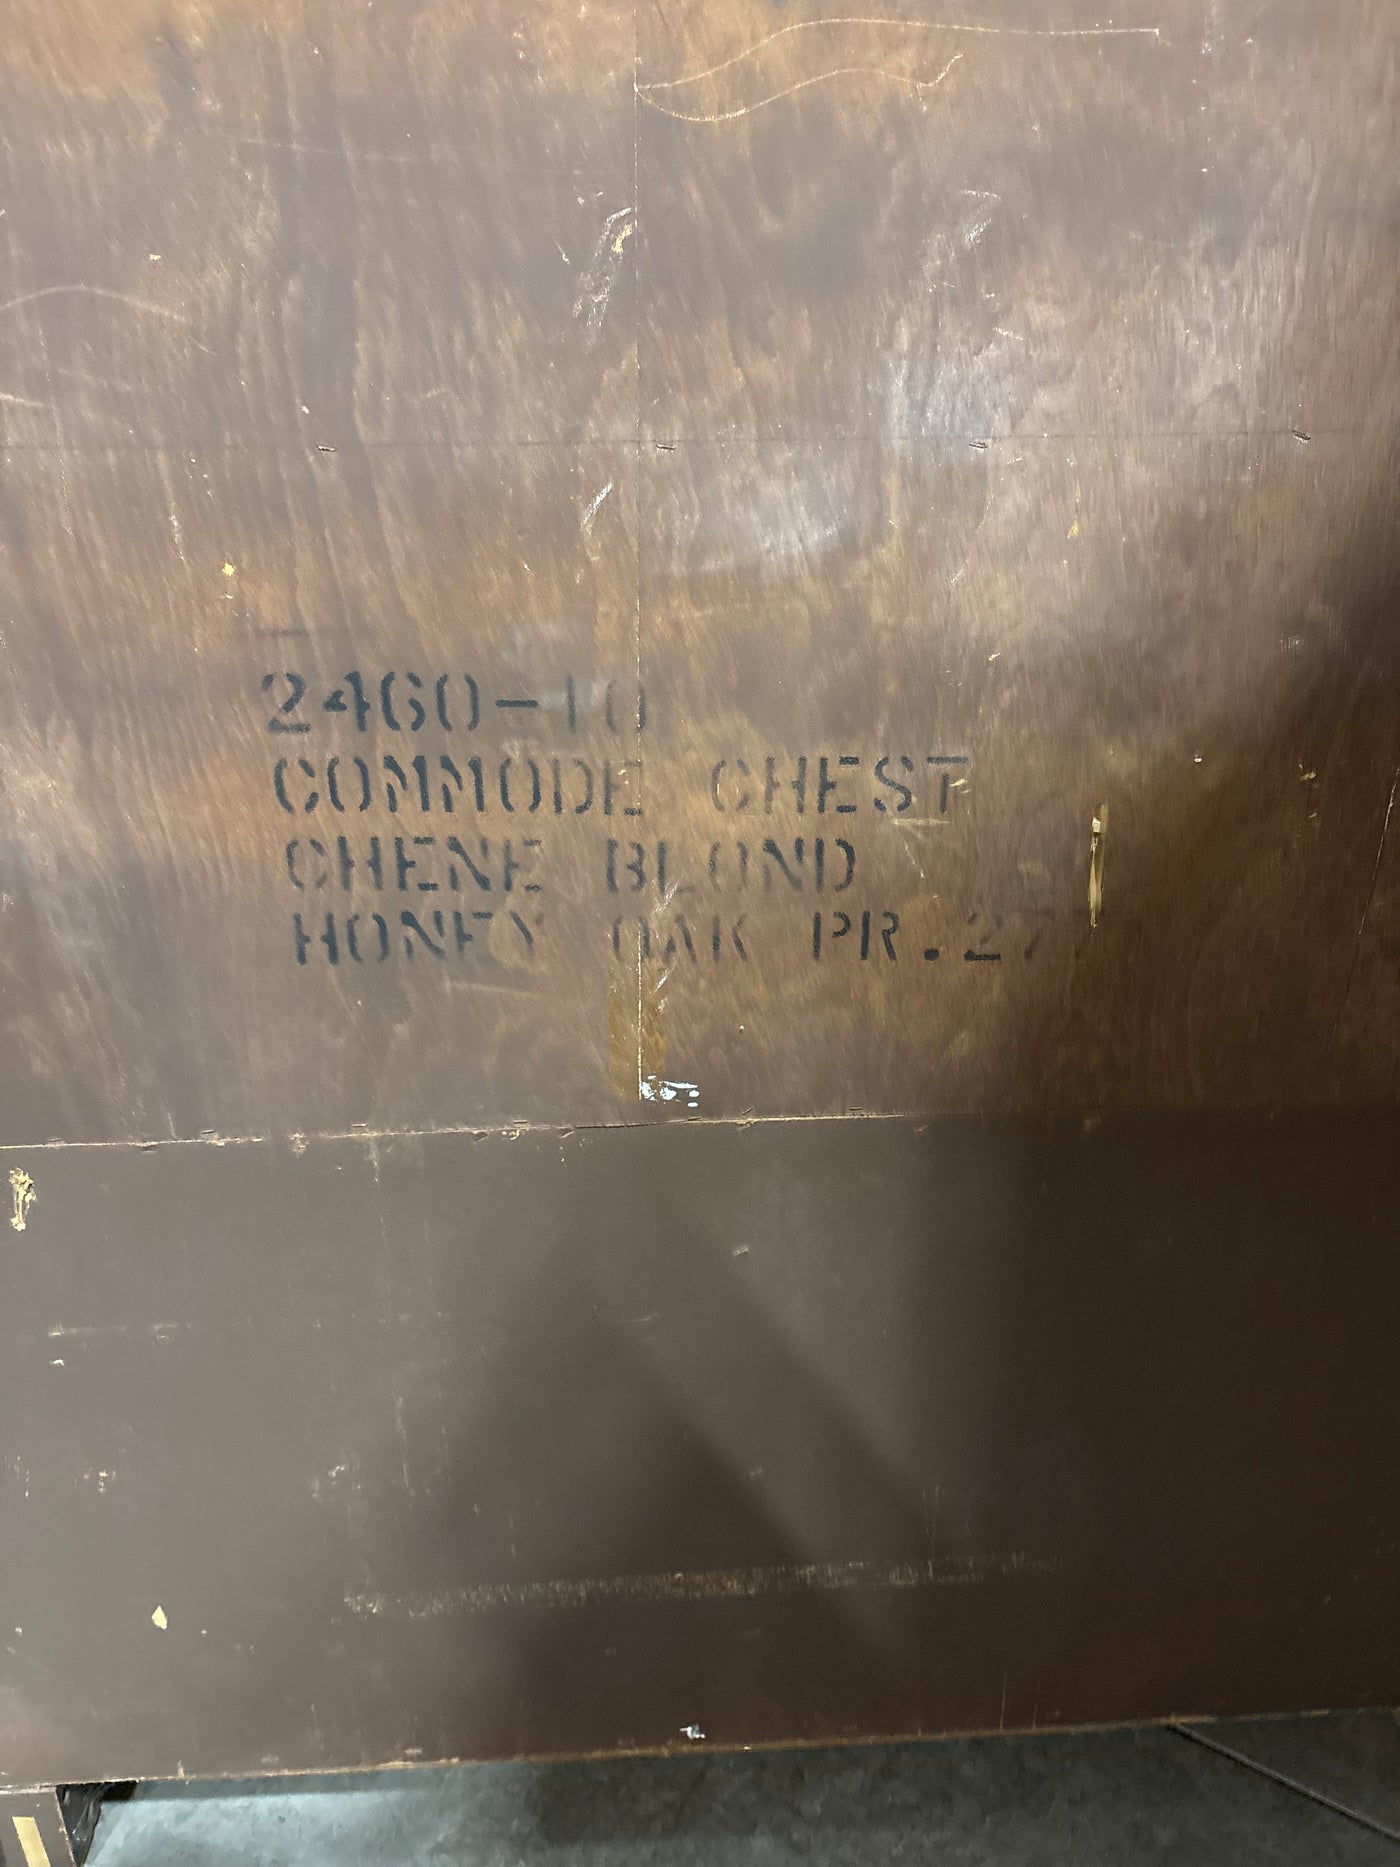 2460-10
COMMODE CHEST
CHENE BLOND
HONEY OAK PR.27